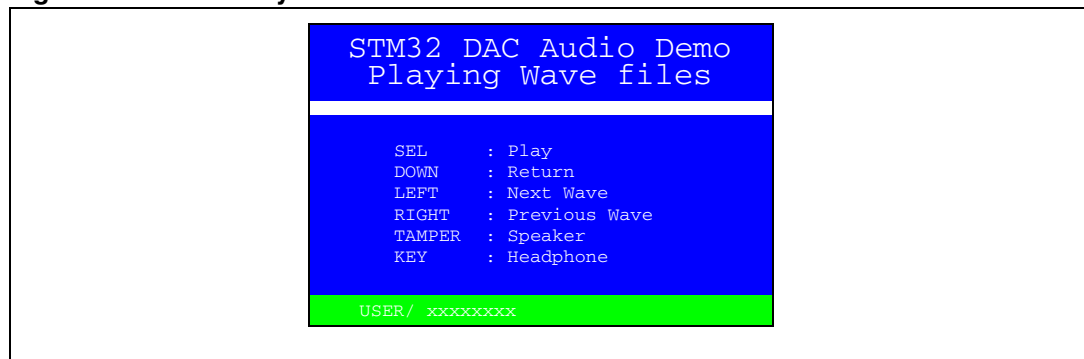 STM32 DAC Audio Demo
Playing Wave files
SEL : Play
DOWN : Return
LEFT : Next Wave
RIGHT : Previous Wave
TAMPER : Speaker
KEY : Headphone
USER/ xxxxxxxx